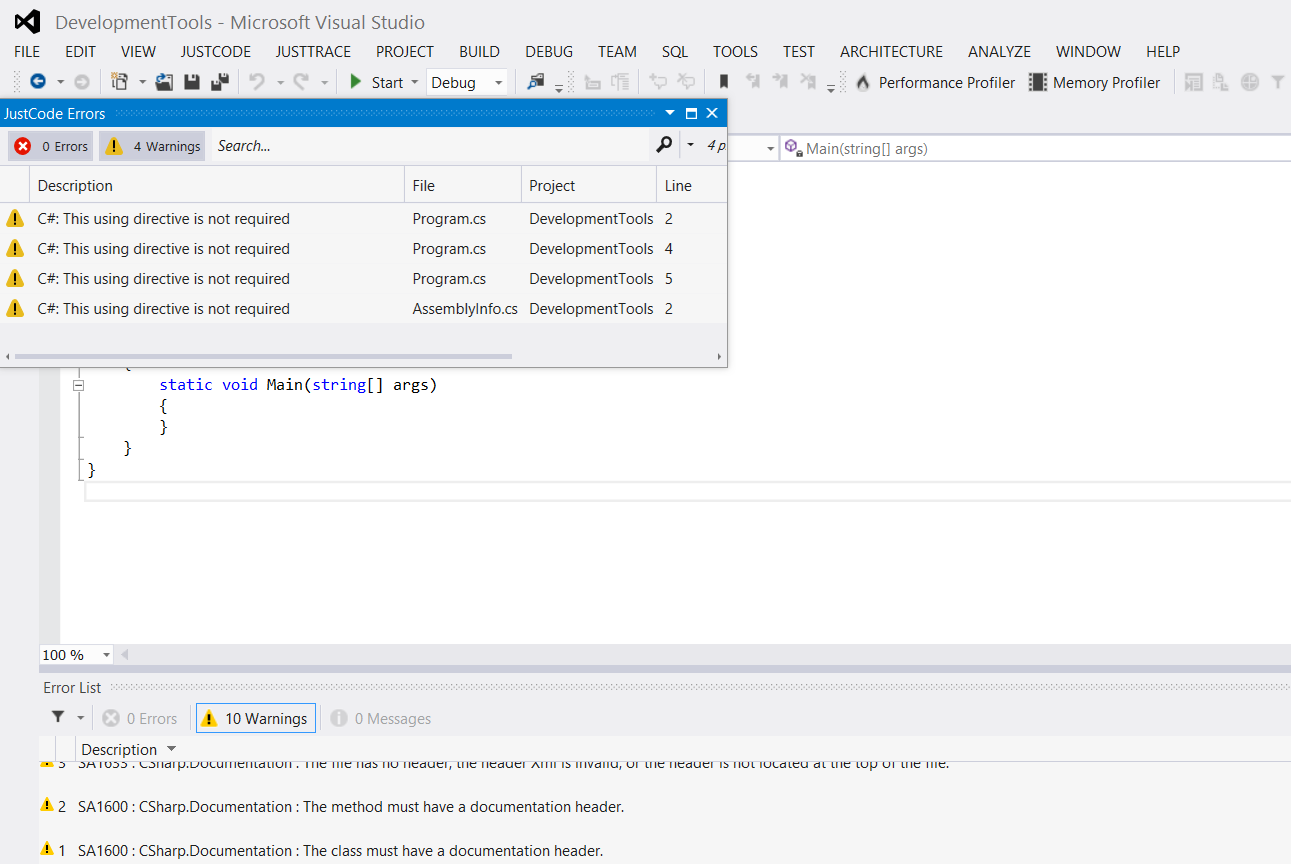 DevelopmentTools - Microsoft Visual Studio
FILE EDIT VIEW JUSTCODE JUSTTRACE PROJECT BUILD DEBUG TEAM SQL TOOLS TEST ARCHITECTURE ANALYZE WINDOW HELP
Start Debug Performance Profiler Memory Profiler
JustCode Errors
0 Errors 4 Warnings Search... 4 p
Main(string[] args)
Description File Project Line
C#: This using directive is not required Program.cs DevelopmentTools 2
C#: This using directive is not required Program.cs DevelopmentTools 4
C#: This using directive is not required Program.cs DevelopmentTools 5
C#: This using directive is not required AssemblyInfo.cs DevelopmentTools 2
static void Main(string[] args)
{
}
}
}
100 %
Error List
0 Errors 10 Warnings 0 Messages
Description
3 SA1633 : CSharp.Documentation : The file has no header, the header Xml is invalid, or the header is not located at the top of the file.
2 SA1600 : CSharp.Documentation : The method must have a documentation header.
1 SA1600 : CSharp.Documentation : The class must have a documentation header.